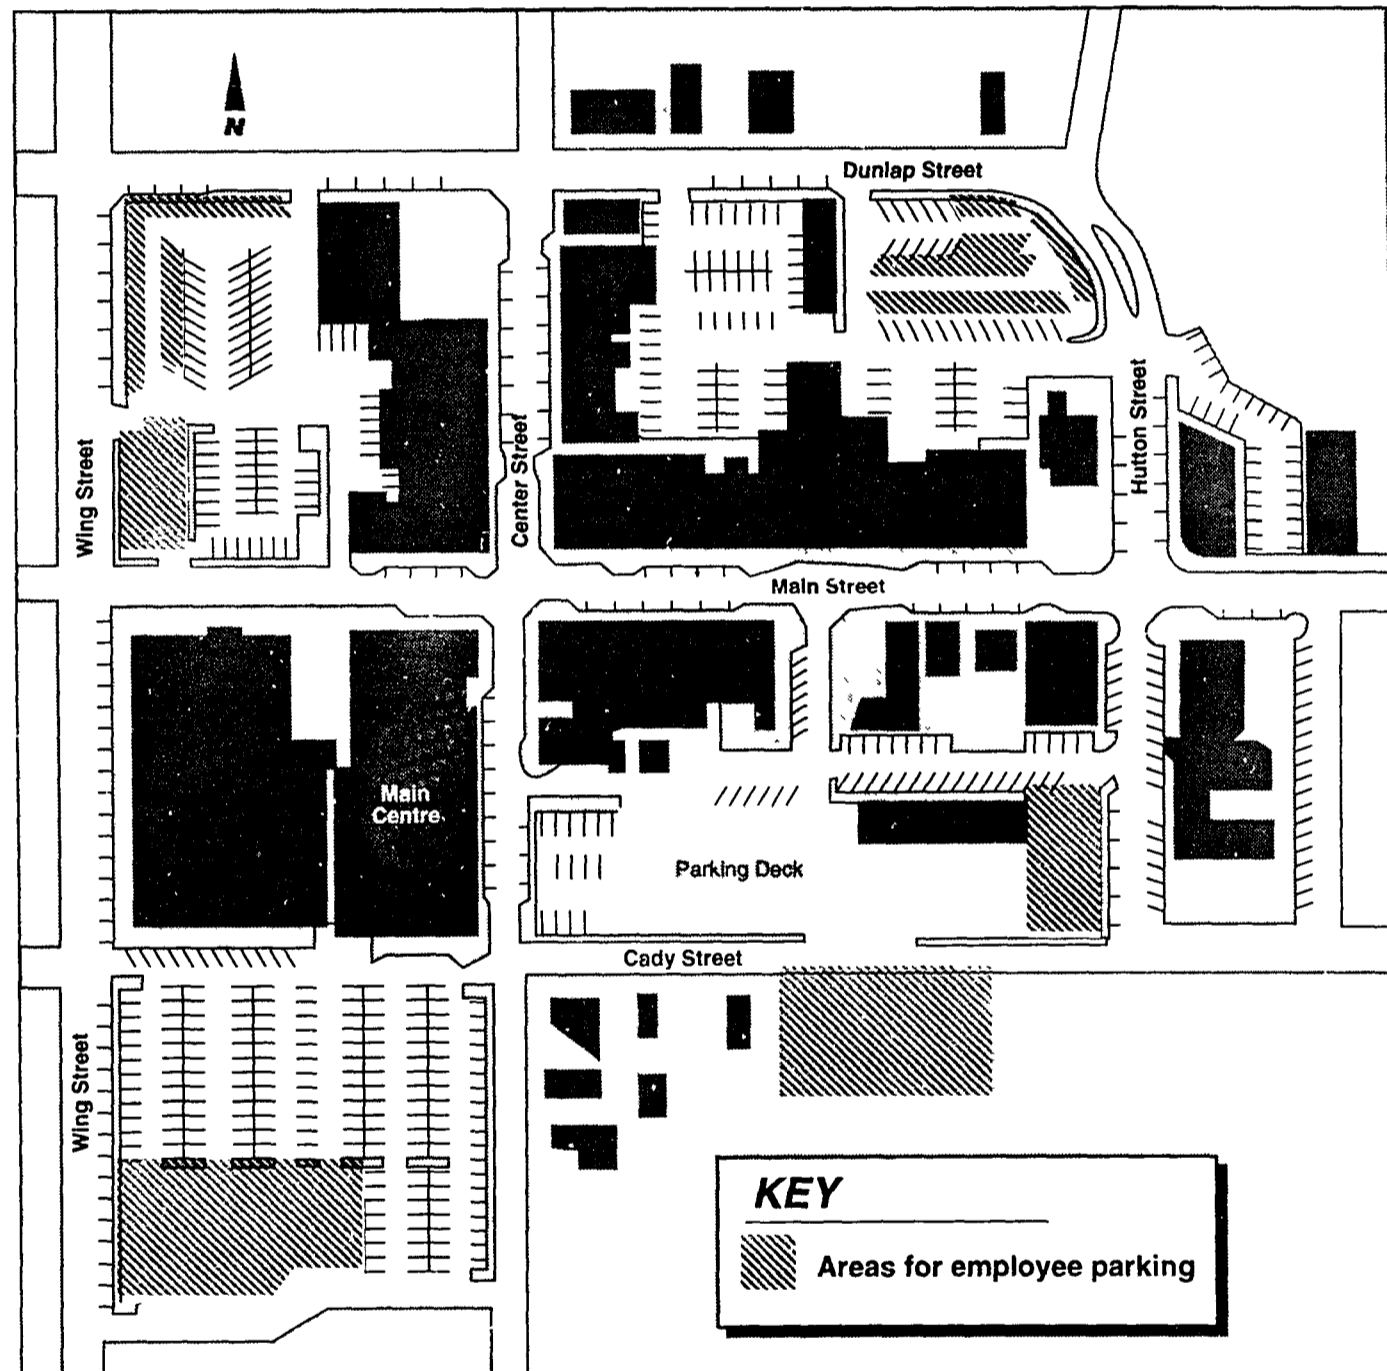 N
Dunlap Street
Wing Street
Center Street
Hutton Street
Main Street
Main
Centre
Parking Deck
Cady Street
Wing Street
KEY
Areas for employee parking